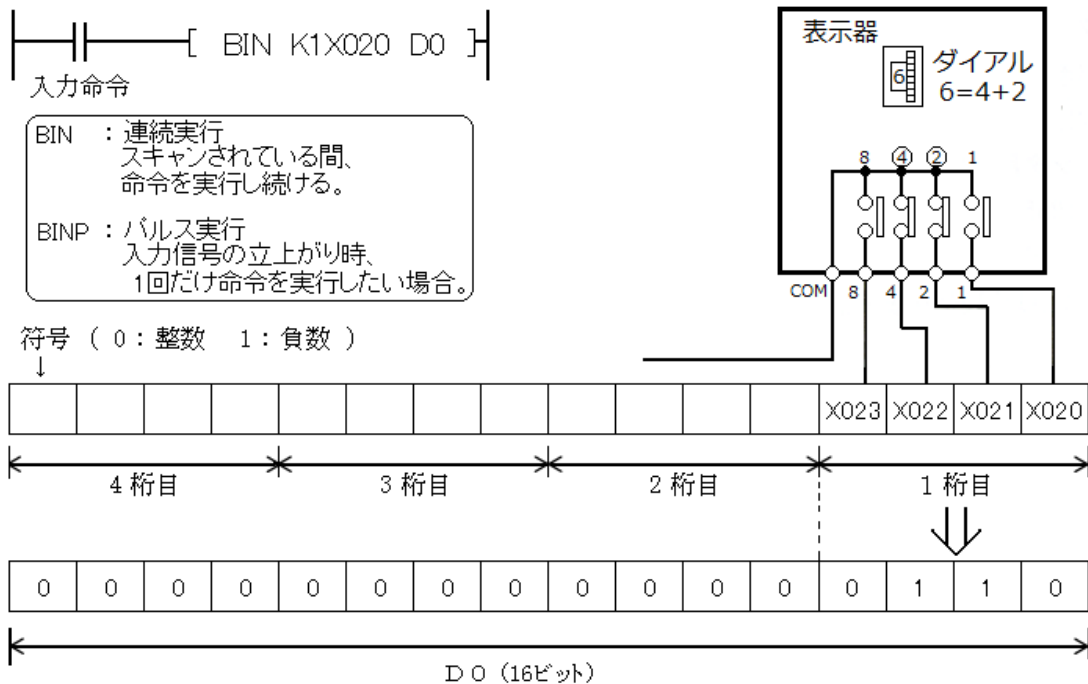 BIN K1X020 D0
入力命令
BIN ：連続実行
スキャンされている間、
命令を実行し続ける。
BINP：パルス実行
入力信号の立上がり時、
1回だけ命令を実行したい場合。
表示器
6
ダイアル
6=4+2
8 4 2 1
COM 8 4 2 1
符号 ( 0：整数 1：負数 )
↓
X023 X022 X021 X020
4桁目 3桁目 2桁目 1桁目
0 0 0 0 0 0 0 0 0 0 0 0 0 1 1 0
D0 (16ビット)